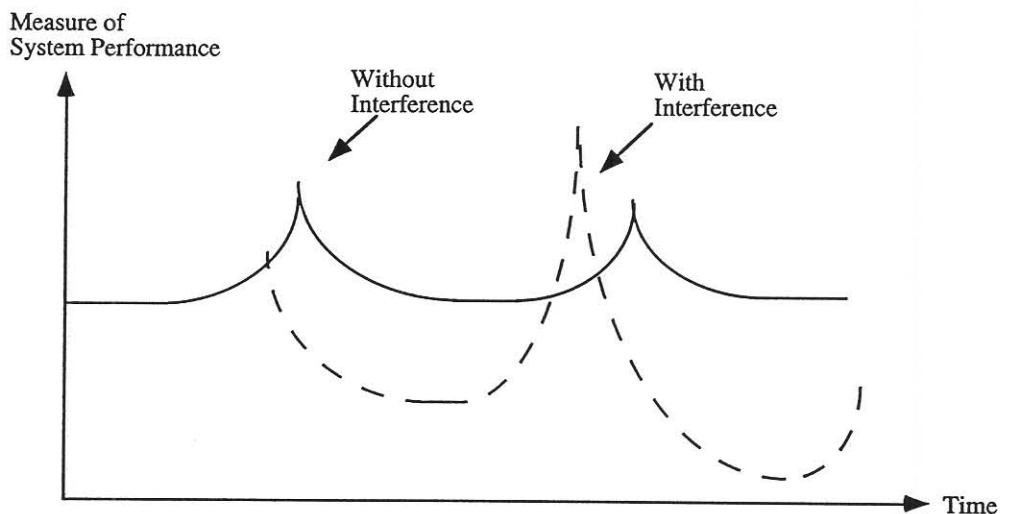 Measure of
System Performance
Without
Interference
With
Interference
Time